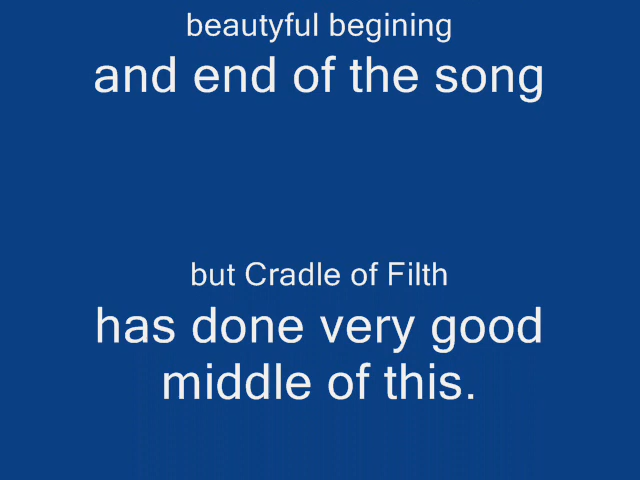 beautyful begining
and end of the song
but Cradle of Filth
has done very good
middle of this.